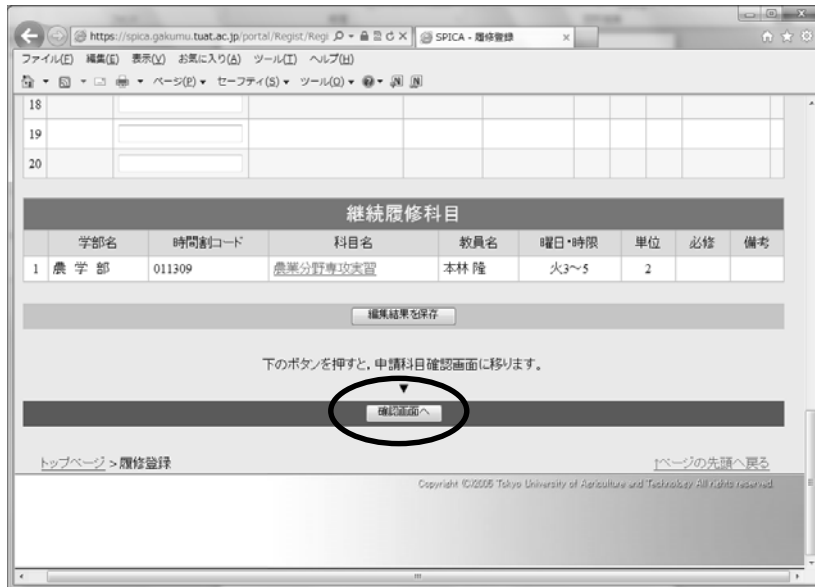 https://spica.gakumu.tuat.ac.jp/portal/Regist/Regi
SPICA - 履修登録
ファイル(F) 編集(E) 表示(V) お気に入り(A) ツール(T) ヘルプ(H)
ページ(P) セーフティ(S) ツール(O)
18
19
20
継続履修科目
学部名 時間割コード 科目名 教員名 曜日・時限 単位 必修 備考
1 農 学 部 011309 農業分野専攻実習 本林 隆 火3～5 2
編集結果を保存
下のボタンを押すと，申請科目確認画面に移ります。
▼
確認画面へ
トップページ > 履修登録 ↑ページの先頭へ戻る
Copyright (C)2005 Tokyo University of Agriculture and Technology All rights reserved.